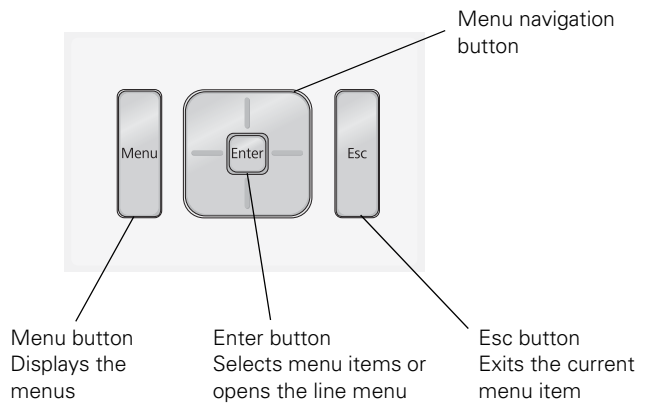 Menu navigation
button
Menu
Enter
Esc
Menu button
Displays the
menus
Enter button
Selects menu items or
opens the line menu
Esc button
Exits the current
menu item